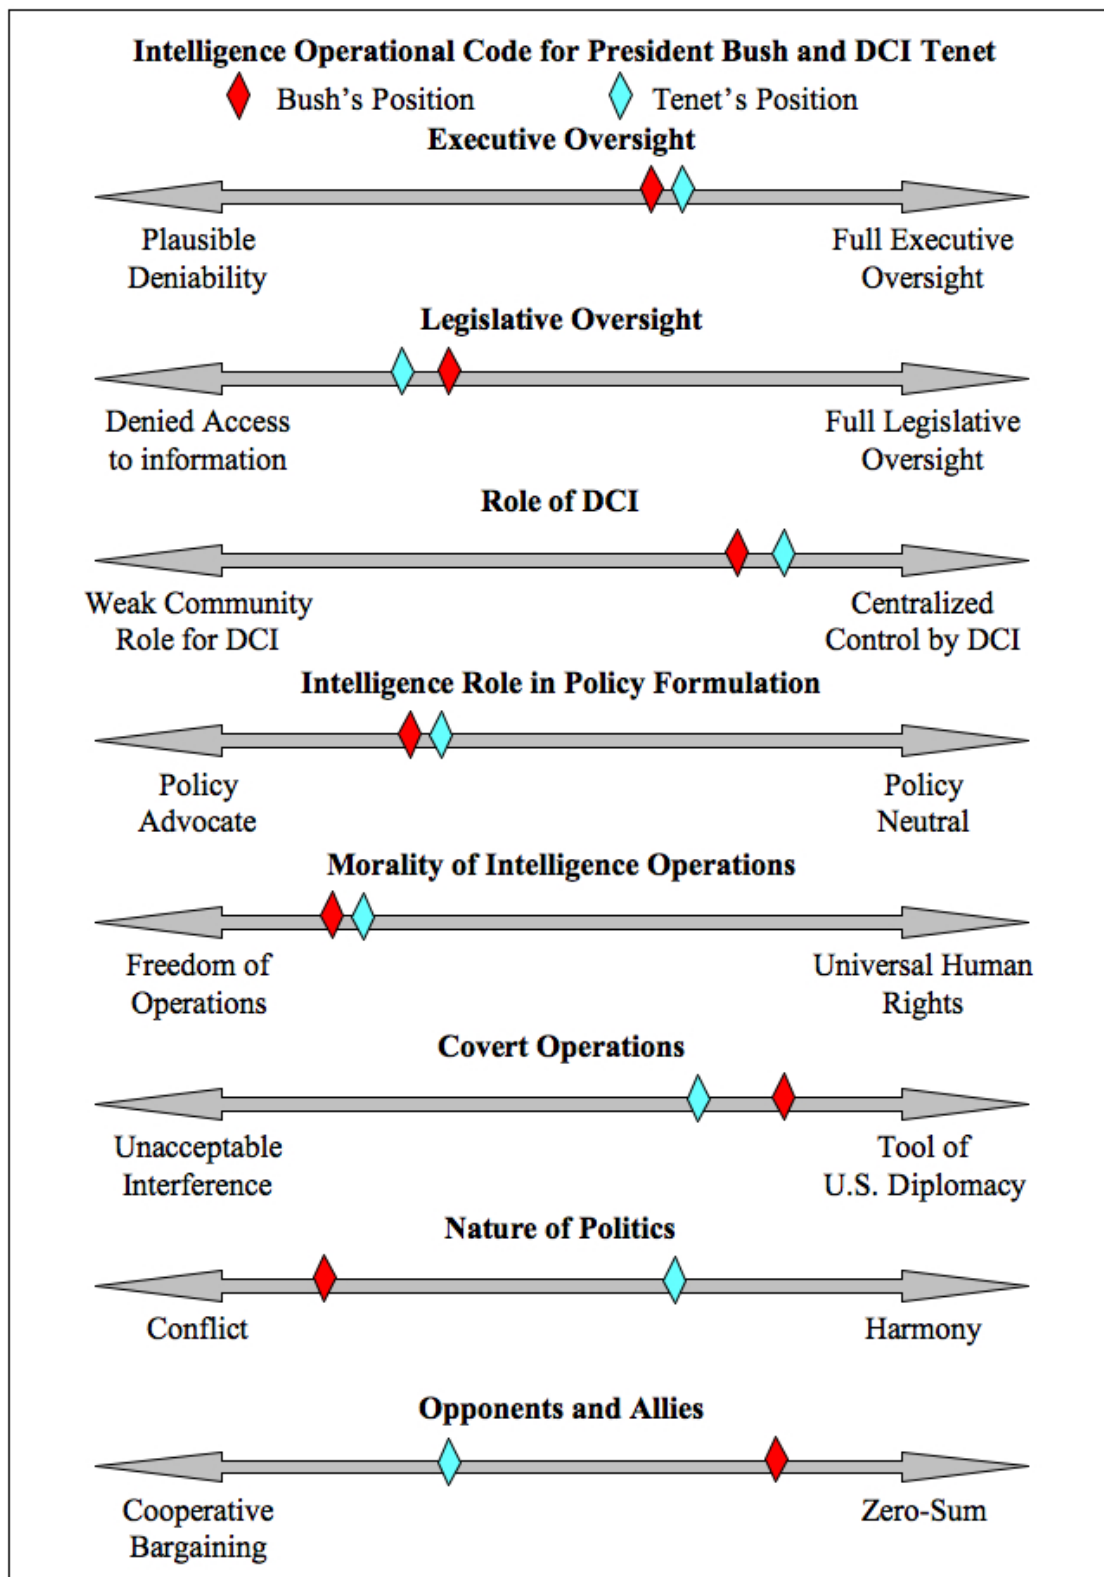 Intelligence Operational Code for President Bush and DCI Tenet
Bush's Position
Tenet's Position
Executive Oversight
Plausible
Deniability
Full Executive
Oversight
Legislative Oversight
Denied Access
to information
Full Legislative
Oversight
Role of DCI
Weak Community
Role for DCI
Centralized
Control by DCI
Intelligence Role in Policy Formulation
Policy
Advocate
Policy
Neutral
Morality of Intelligence Operations
Freedom of
Operations
Universal Human
Rights
Covert Operations
Unacceptable
Interference
Tool of
U.S. Diplomacy
Nature of Politics
Conflict
Harmony
Opponents and Allies
Cooperative
Bargaining
Zero-Sum